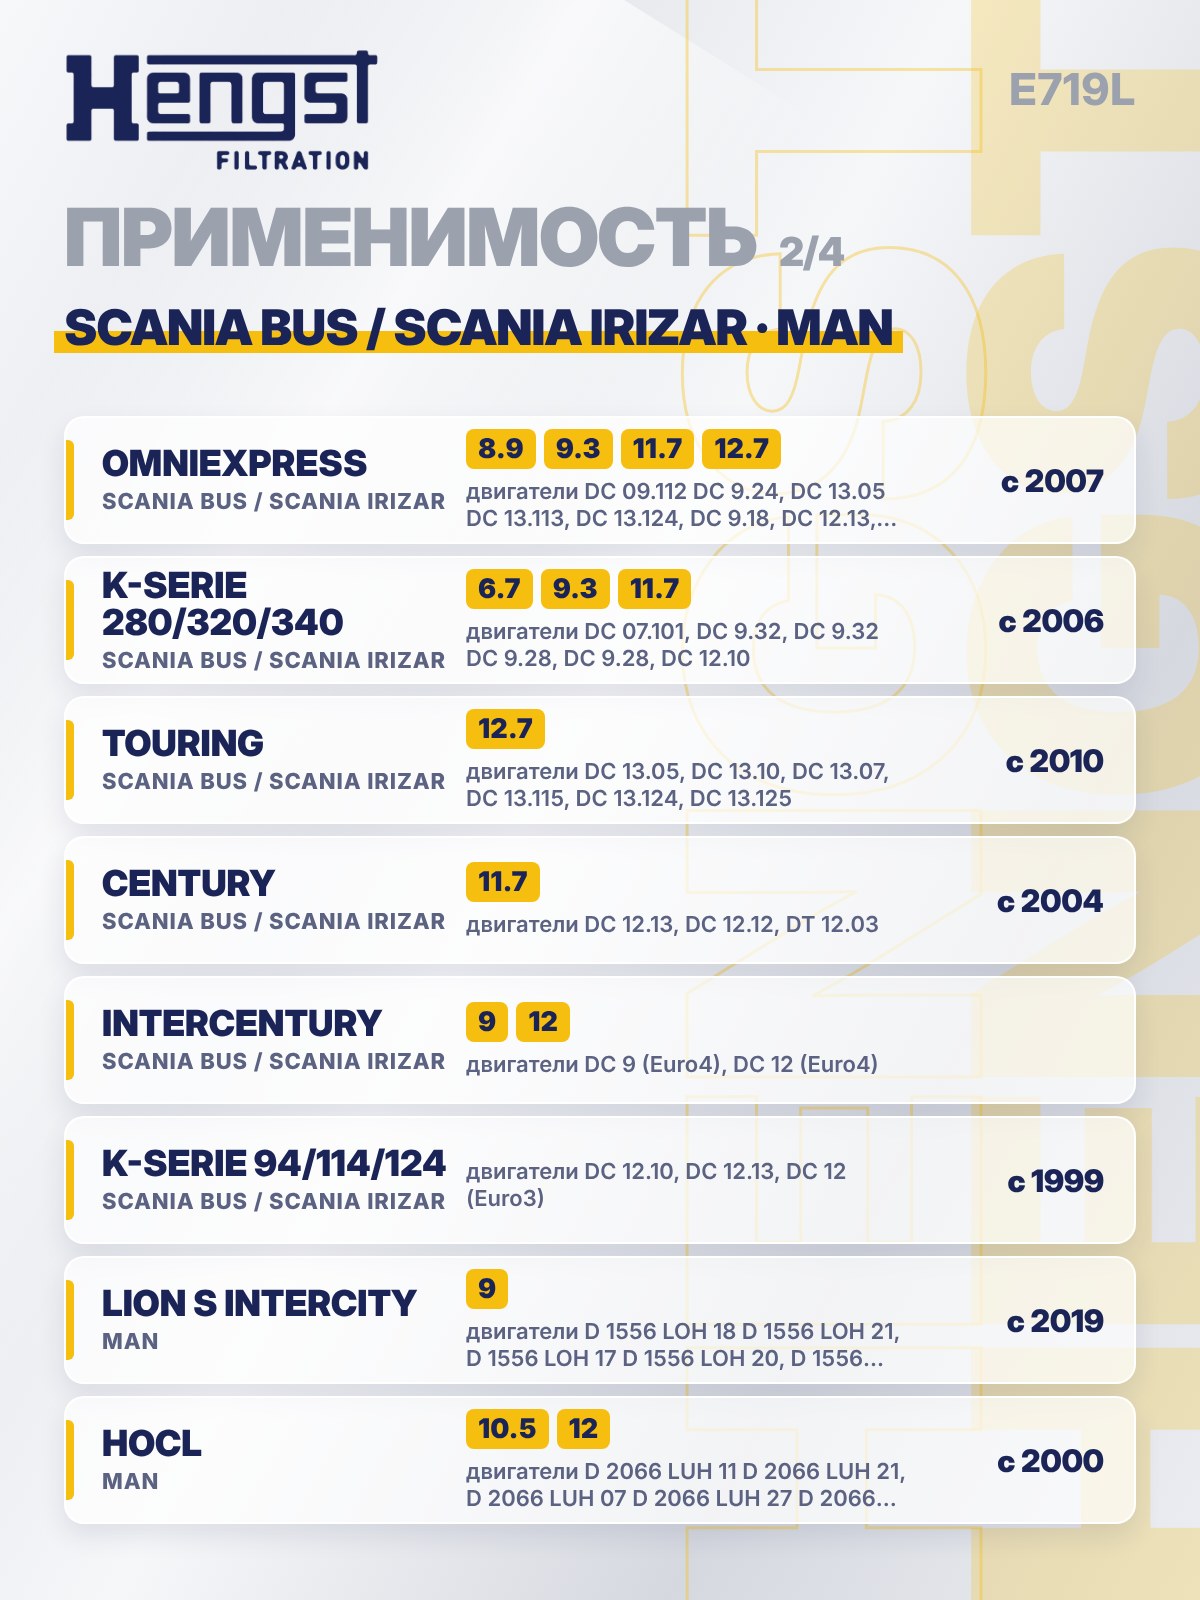 Hengst
FILTRATION
E719L
ПРИМЕНИМОСТЬ 2/4
SCANIA BUS / SCANIA IRIZAR · MAN
OMNIEXPRESS
SCANIA BUS / SCANIA IRIZAR
8.9 9.3 11.7 12.7
двигатели DC 09.112 DC 9.24, DC 13.05
DC 13.113, DC 13.124, DC 9.18, DC 12.13,...
с 2007
K-SERIE
280/320/340
SCANIA BUS / SCANIA IRIZAR
6.7 9.3 11.7
двигатели DC 07.101, DC 9.32, DC 9.32
DC 9.28, DC 9.28, DC 12.10
с 2006
TOURING
SCANIA BUS / SCANIA IRIZAR
12.7
двигатели DC 13.05, DC 13.10, DC 13.07,
DC 13.115, DC 13.124, DC 13.125
с 2010
CENTURY
SCANIA BUS / SCANIA IRIZAR
11.7
двигатели DC 12.13, DC 12.12, DT 12.03
с 2004
INTERCENTURY
SCANIA BUS / SCANIA IRIZAR
9 12
двигатели DC 9 (Euro4), DC 12 (Euro4)
K-SERIE 94/114/124
SCANIA BUS / SCANIA IRIZAR
двигатели DC 12.10, DC 12.13, DC 12
(Euro3)
с 1999
LION S INTERCITY
MAN
9
двигатели D 1556 LOH 18 D 1556 LOH 21,
D 1556 LOH 17 D 1556 LOH 20, D 1556...
с 2019
HOCL
MAN
10.5 12
двигатели D 2066 LUH 11 D 2066 LUH 21,
D 2066 LUH 07 D 2066 LUH 27 D 2066...
с 2000
HENGST
HENGST